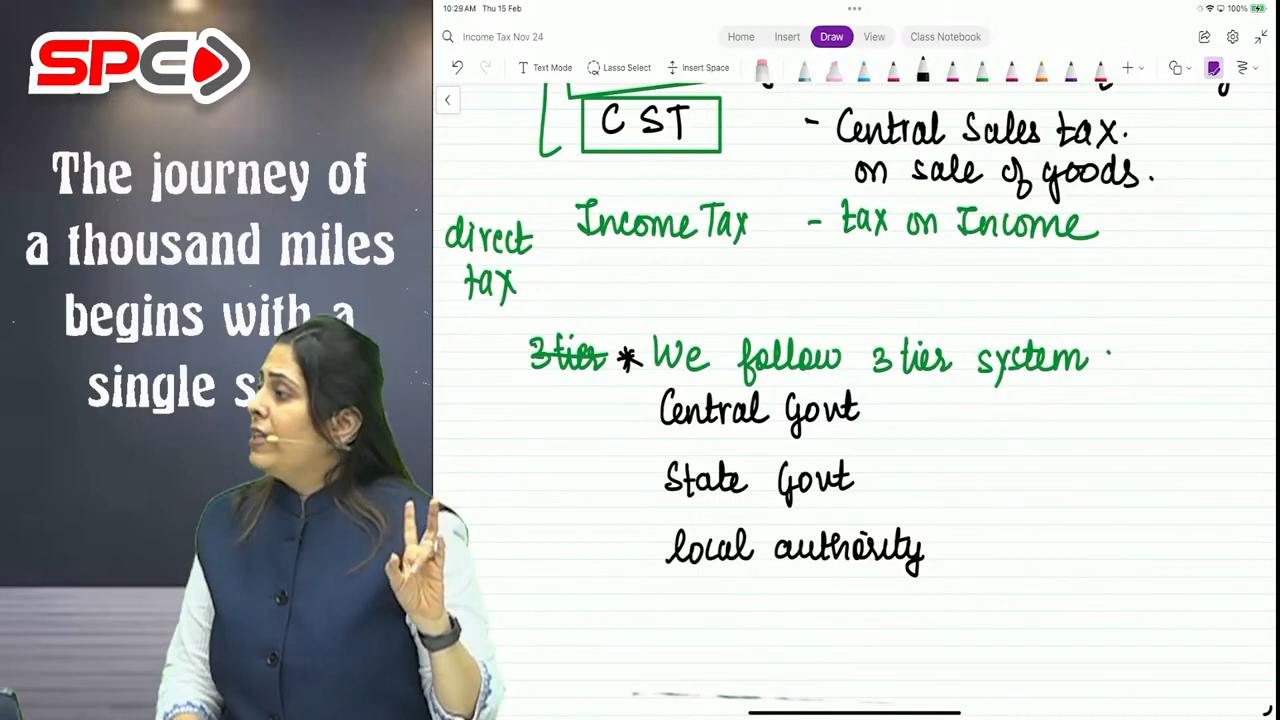 SPE
The journey of
a thousand miles
begins with a
single s
10:29 AM Thu 15 Feb
100%
Income Tax Nov 24
Home Insert Draw View Class Notebook
Text Mode Lasso Select Insert Space
CST - Central Sales tax.
on sale of goods.
direct tax
Income Tax - tax on Income
3 tier * We follow 3 tier system.
Central Govt
State Govt
local authority